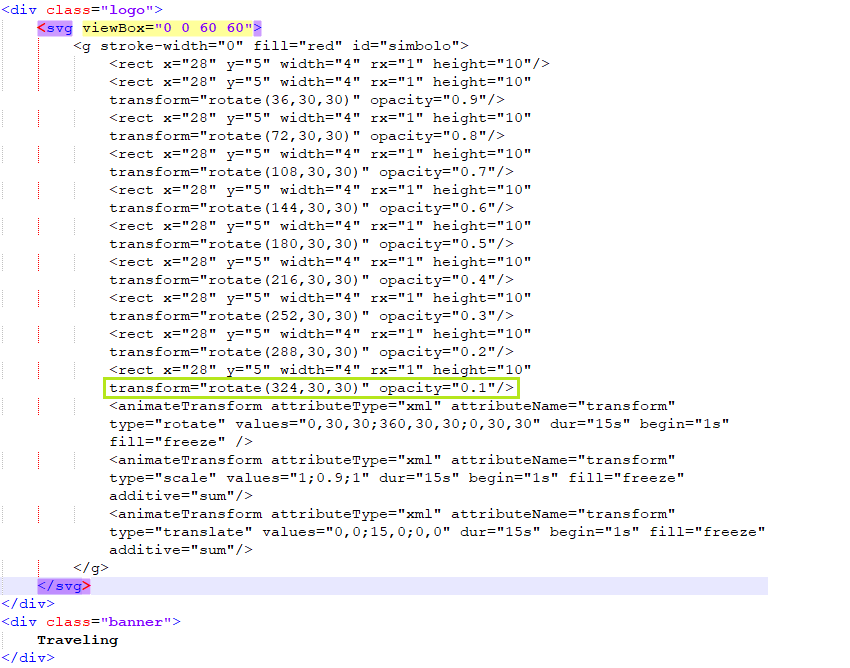 <div class="logo">
<svg viewBox="0 0 60 60">
<g stroke-width="0" fill="red" id="simbolo">
<rect x="28" y="5" width="4" rx="1" height="10"/>
<rect x="28" y="5" width="4" rx="1" height="10"
transform="rotate(36,30,30)" opacity="0.9"/>
<rect x="28" y="5" width="4" rx="1" height="10"
transform="rotate(72,30,30)" opacity="0.8"/>
<rect x="28" y="5" width="4" rx="1" height="10"
transform="rotate(108,30,30)" opacity="0.7"/>
<rect x="28" y="5" width="4" rx="1" height="10"
transform="rotate(144,30,30)" opacity="0.6"/>
<rect x="28" y="5" width="4" rx="1" height="10"
transform="rotate(180,30,30)" opacity="0.5"/>
<rect x="28" y="5" width="4" rx="1" height="10"
transform="rotate(216,30,30)" opacity="0.4"/>
<rect x="28" y="5" width="4" rx="1" height="10"
transform="rotate(252,30,30)" opacity="0.3"/>
<rect x="28" y="5" width="4" rx="1" height="10"
transform="rotate(288,30,30)" opacity="0.2"/>
<rect x="28" y="5" width="4" rx="1" height="10"
transform="rotate(324,30,30)" opacity="0.1"/>
<animateTransform attributeType="xml" attributeName="transform"
type="rotate" values="0,30,30;360,30,30;0,30,30" dur="15s" begin="1s"
fill="freeze" />
<animateTransform attributeType="xml" attributeName="transform"
type="scale" values="1;0.9;1" dur="15s" begin="1s" fill="freeze"
additive="sum"/>
<animateTransform attributeType="xml" attributeName="transform"
type="translate" values="0,0;15,0;0,0" dur="15s" begin="1s" fill="freeze"
additive="sum"/>
</g>
</svg>
</div>
<div class="banner">
Traveling
</div>